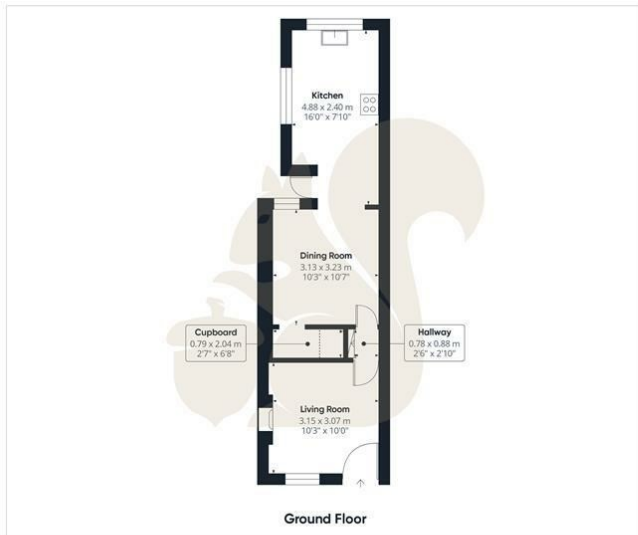 Kitchen
4.88 x 2.40 m
16'0" x 7'10"
Dining Room
3.13 x 3.23 m
10'3" x 10'7"
Cupboard
0.79 x 2.04 m
2'7" x 6'8"
Hallway
0.78 x 0.88 m
2'6" x 2'10"
Living Room
3.15 x 3.07 m
10'3" x 10'0"
Ground Floor